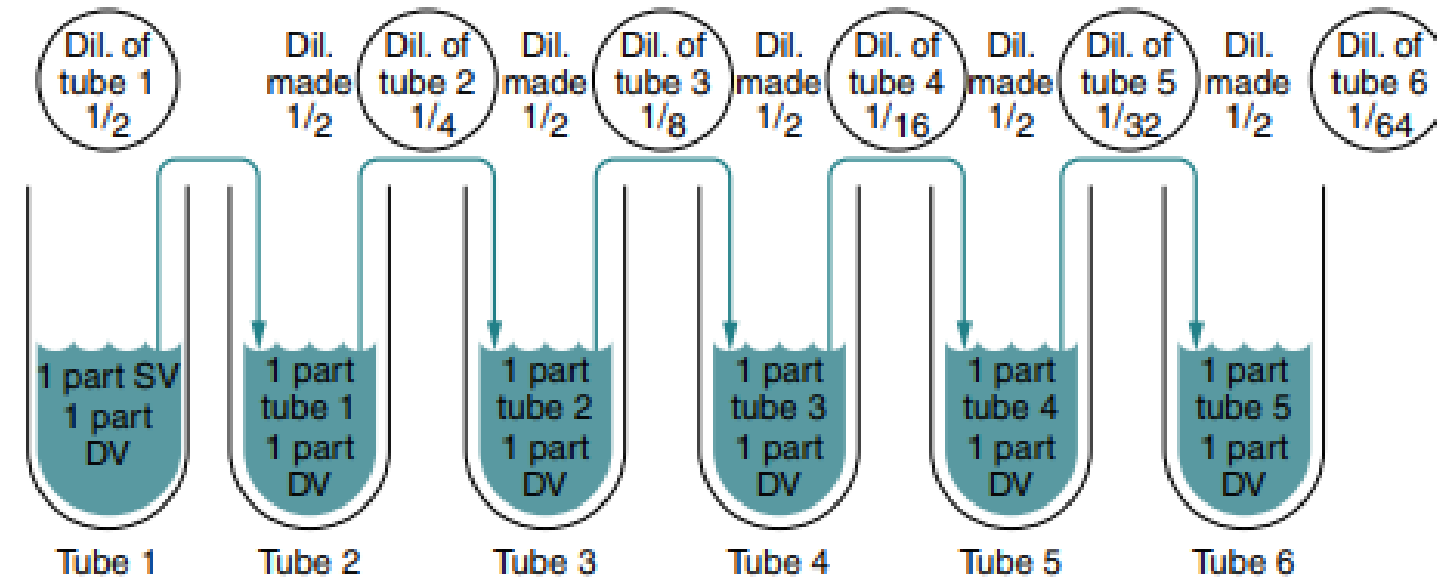 Dil. of
tube 1
1/2
Dil.
made
1/2
Dil. of
tube 2
1/4
Dil.
made
1/2
Dil. of
tube 3
1/8
Dil.
made
1/2
Dil. of
tube 4
1/16
Dil.
made
1/2
Dil. of
tube 5
1/32
Dil.
made
1/2
Dil. of
tube 6
1/64
1 part SV
1 part
DV
1 part
tube 1
1 part
DV
1 part
tube 2
1 part
DV
1 part
tube 3
1 part
DV
1 part
tube 4
1 part
DV
1 part
tube 5
1 part
DV
Tube 1
Tube 2
Tube 3
Tube 4
Tube 5
Tube 6